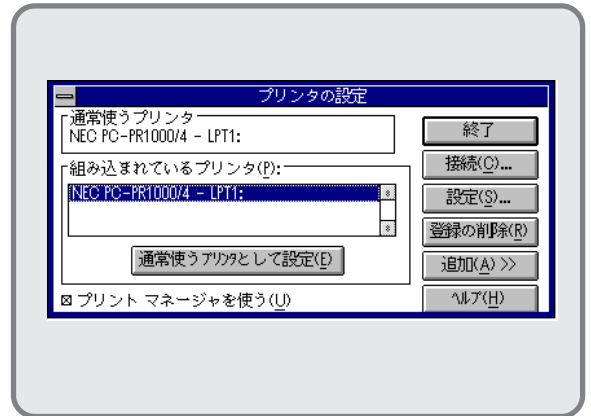 プリンタの設定
通常使うプリンタ
NEC PC-PR1000/4 - LPT1:
組み込まれているプリンタ(P):
NEC PC-PR1000/4 - LPT1:
通常使うプリンタとして設定(E)
プリント マネージャを使う(U)
終了
接続(C)...
設定(S)...
登録の削除(R)
追加(A) >>
ヘルプ(H)